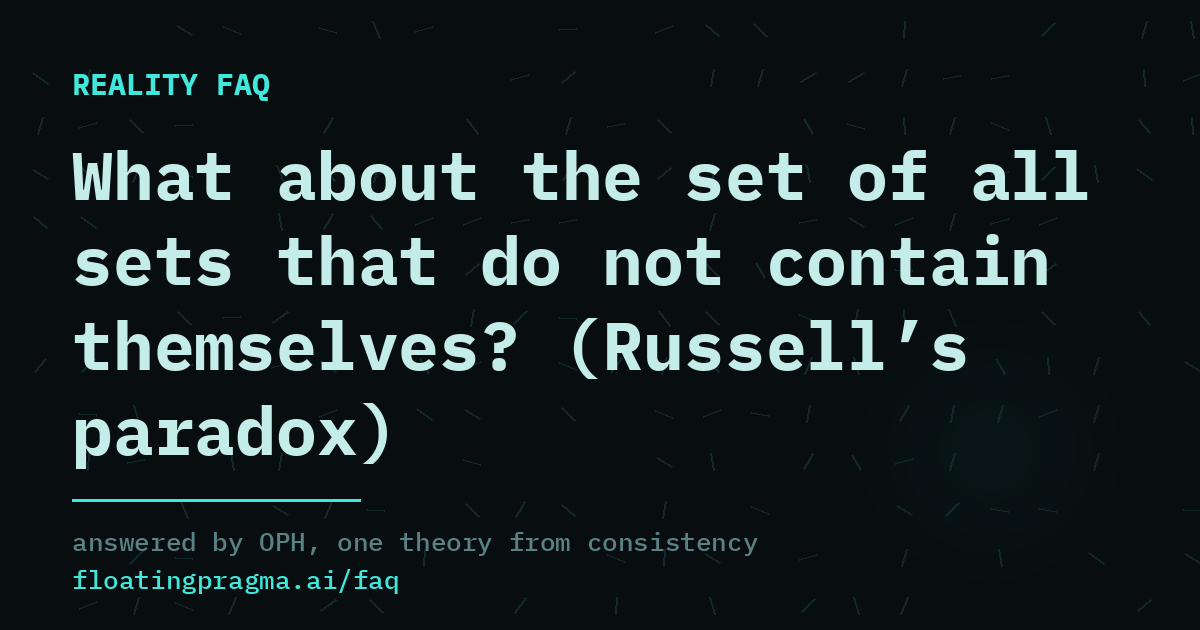 REALITY FAQ
What about the set of all
sets that do not contain
themselves? (Russell’s
paradox)
answered by OPH, one theory from consistency
floatingpragma.ai/faq